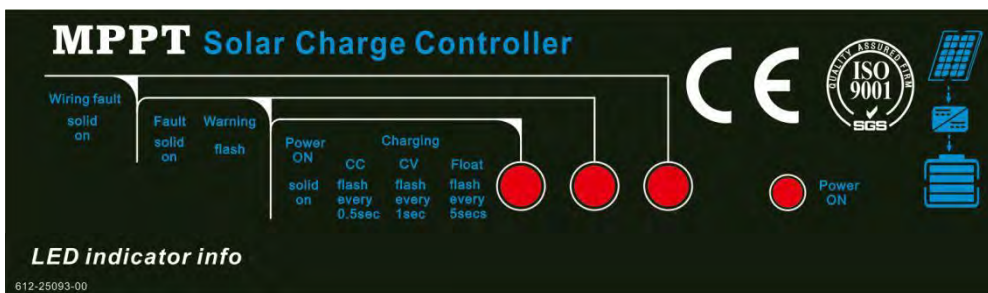 MPPT Solar Charge Controller
Wiring fault
solid
on
Fault
solid
on
Warning
flash
Power
ON
solid
on
Charging
CC
flash
every
0.5sec
CV
flash
every
1sec
Float
flash
every
5secs
CE
QUALITY ASSURED FIRM
ISO
9001
SGS
Power
ON
LED indicator info
612-25093-00